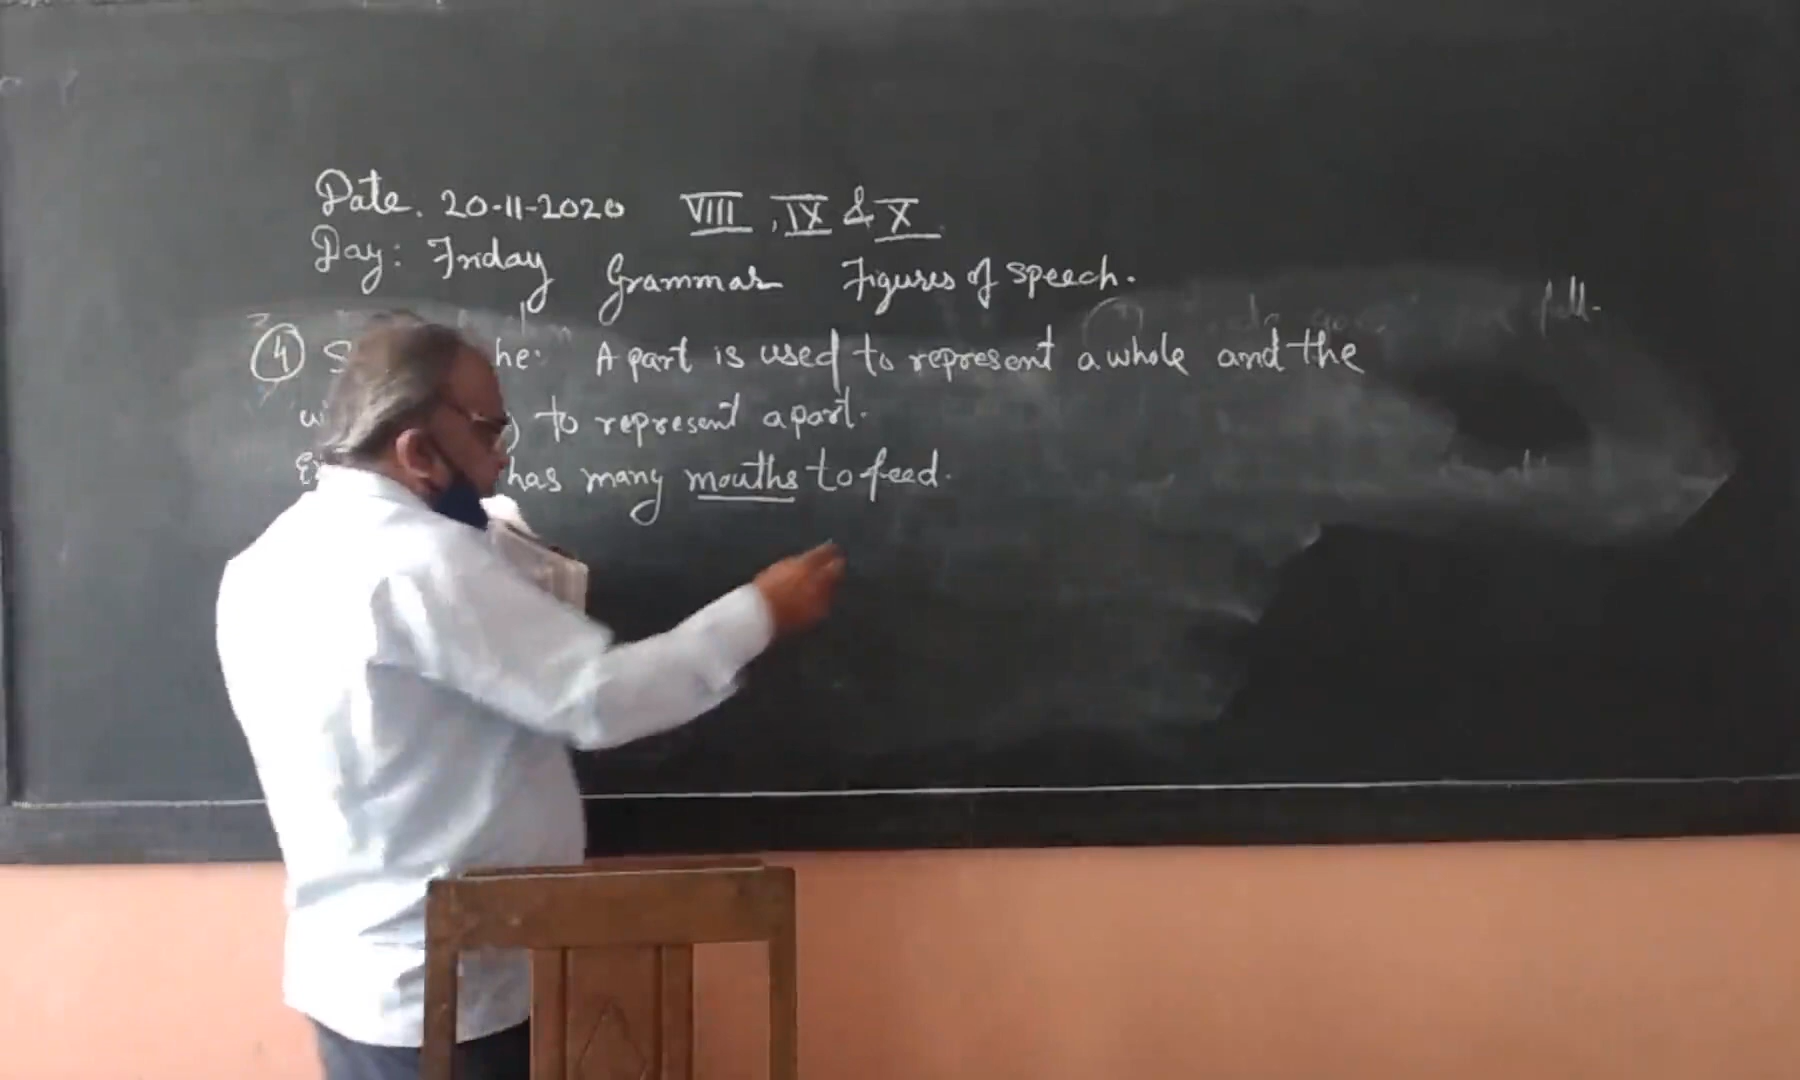 Date. 20-11-2020 VIII, IX & X
Day: Friday Grammar Figures of speech.
4 S he: A part is used to represent a whole and the
to represent a part.
has many mouths to feed.